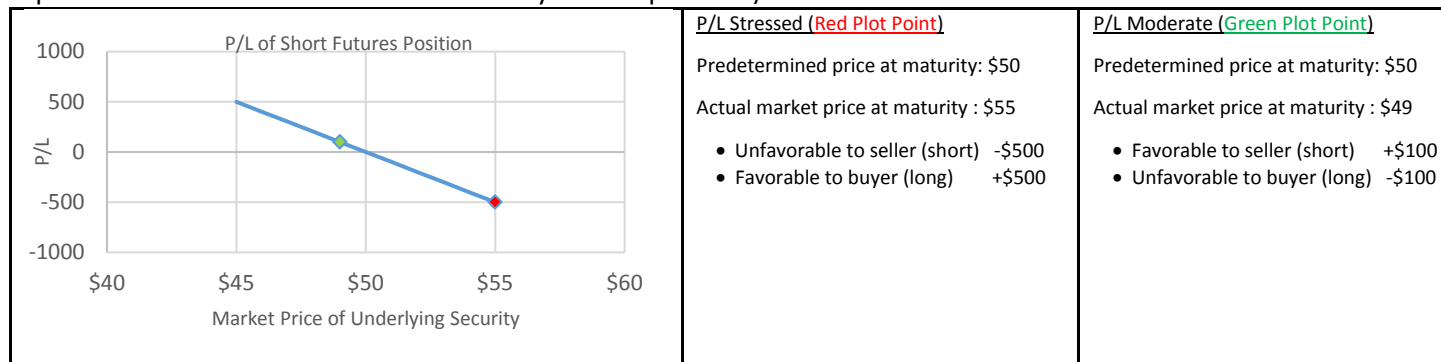 P/L of Short Futures Position
1000
500
0
-500
-1000
P/L
$40 $45 $50 $55 $60
Market Price of Underlying Security
P/L Stressed (Red Plot Point)
Predetermined price at maturity: $50
Actual market price at maturity : $55
• Unfavorable to seller (short) -$500
• Favorable to buyer (long) +$500
P/L Moderate (Green Plot Point)
Predetermined price at maturity: $50
Actual market price at maturity : $49
• Favorable to seller (short) +$100
• Unfavorable to buyer (long) -$100